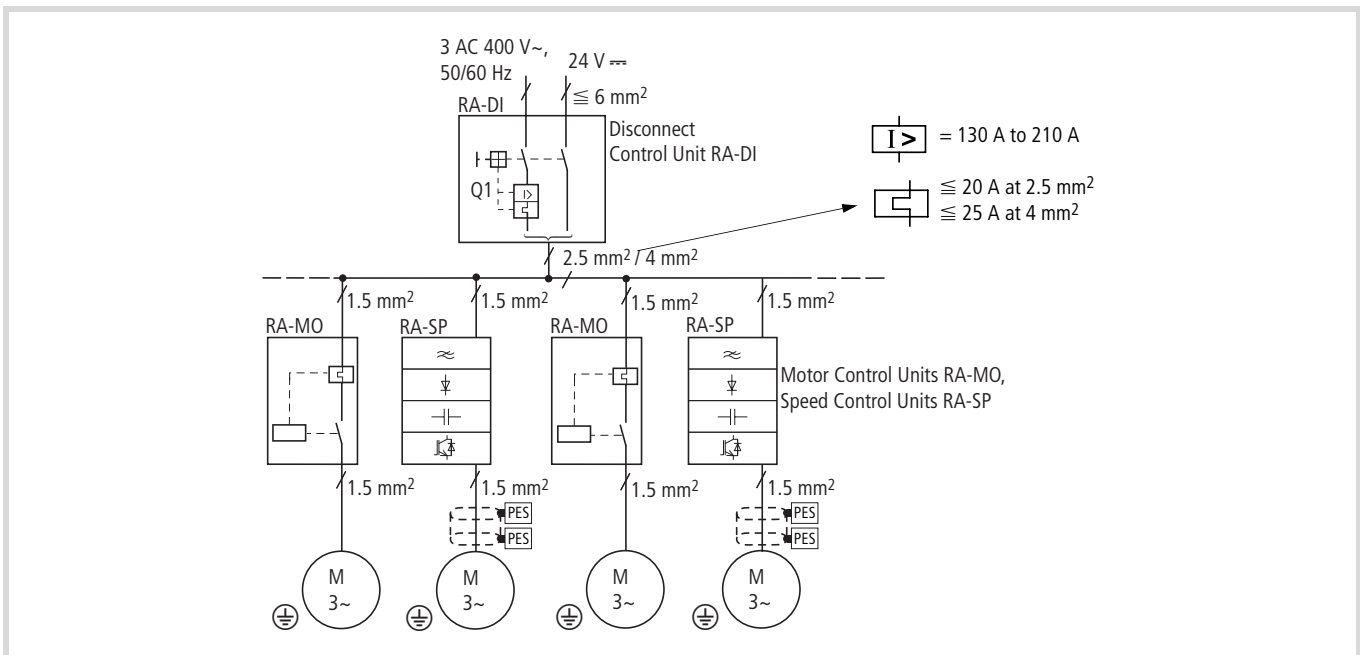 3 AC 400 V~,
50/60 Hz
24 V ⎓
≦ 6 mm²
RA-DI
Disconnect
Control Unit RA-DI
Q1
I>
I > = 130 A to 210 A
≦ 20 A at 2.5 mm²
≦ 25 A at 4 mm²
2.5 mm² / 4 mm²
1.5 mm² 1.5 mm² 1.5 mm² 1.5 mm²
RA-MO RA-SP RA-MO RA-SP
Motor Control Units RA-MO,
Speed Control Units RA-SP
1.5 mm² 1.5 mm² 1.5 mm² 1.5 mm²
PES PES
PES PES
M M M M
3~ 3~ 3~ 3~